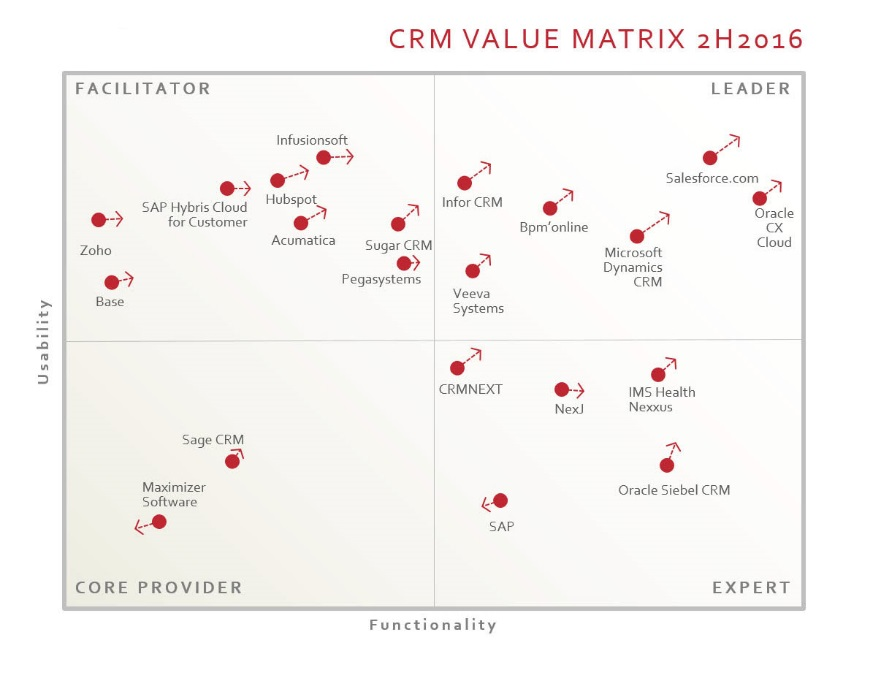 CRM VALUE MATRIX 2H2016
FACILITATOR
LEADER
Infusionsoft
Hubspot
SAP Hybris Cloud
for Customer
Acumatica
Zoho
Sugar CRM
Pegasystems
Base
Infor CRM
Bpm'online
Salesforce.com
Oracle
CX
Cloud
Microsoft
Dynamics
CRM
Veeva
Systems
Usability
CRMNEXT
NexJ
IMS Health
Nexxus
Sage CRM
Maximizer
Software
Oracle Siebel CRM
SAP
CORE PROVIDER
EXPERT
Functionality